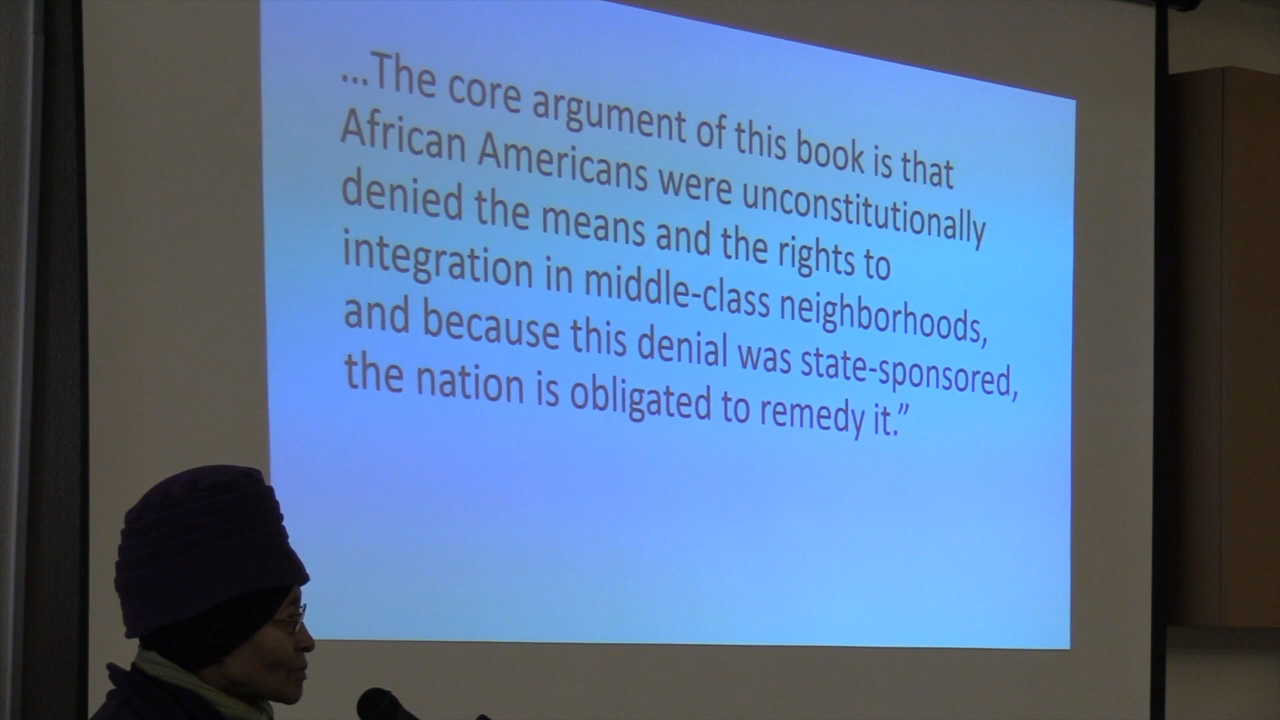 ...The core argument of this book is that
African Americans were unconstitutionally
denied the means and the rights to
integration in middle-class neighborhoods,
and because this denial was state-sponsored,
the nation is obligated to remedy it.”